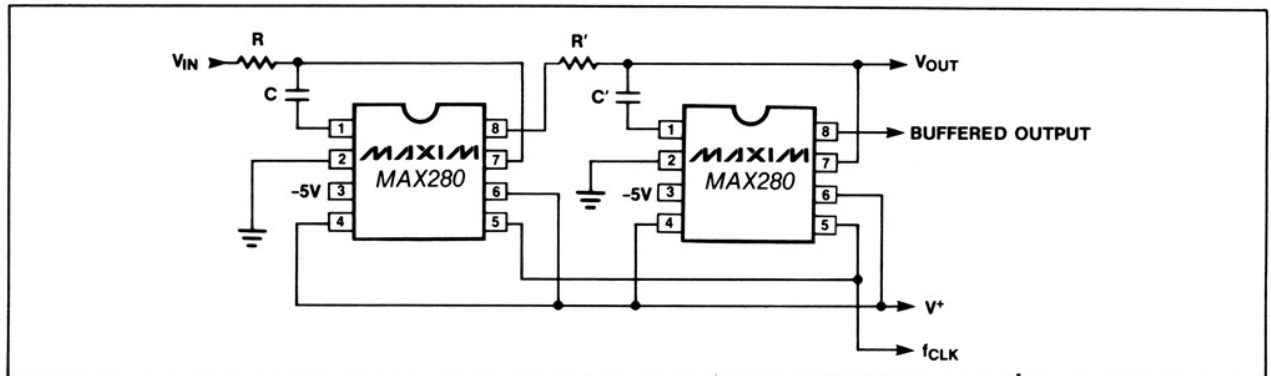 R
R'
VIN
VOUT
C
C'
1
8
1
8
BUFFERED OUTPUT
MAXIM
MAXIM
2
7
2
7
MAX280
MAX280
-5V
3
6
-5V
3
6
4
5
4
5
V+
fCLK